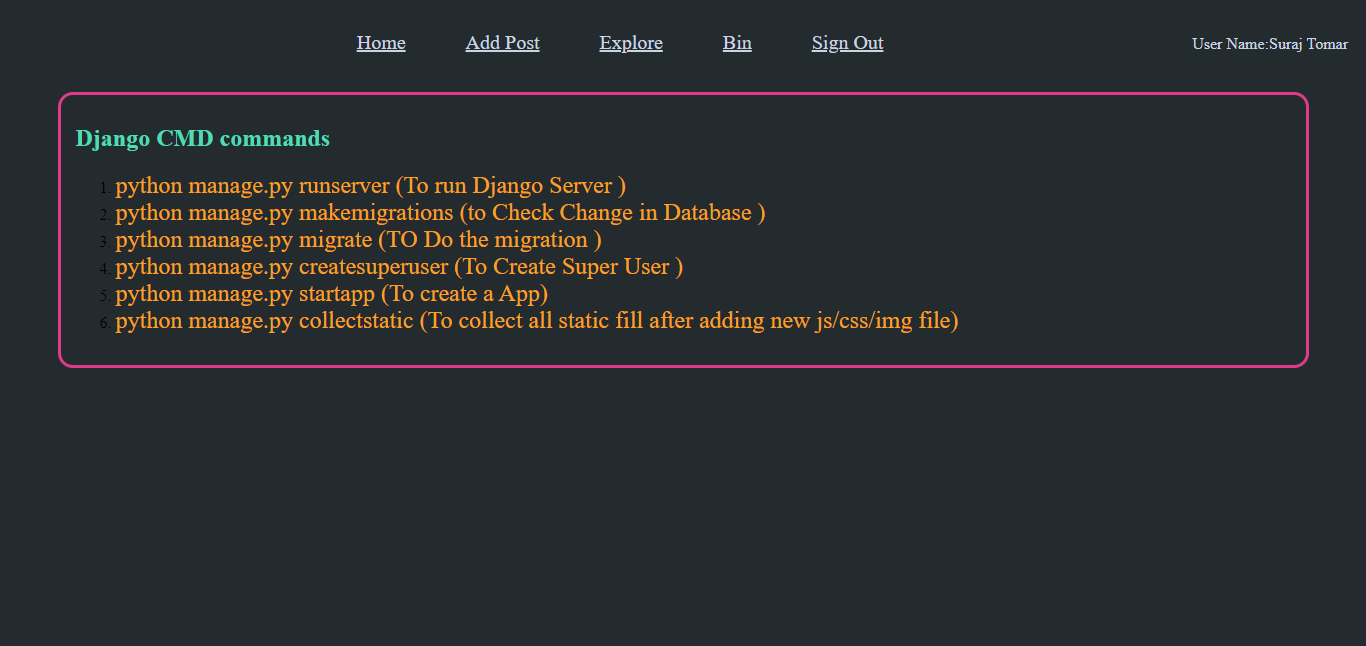 Home Add Post Explore Bin Sign Out User Name:Suraj Tomar
Django CMD commands
1. python manage.py runserver (To run Django Server )
2. python manage.py makemigrations (to Check Change in Database )
3. python manage.py migrate (TO Do the migration )
4. python manage.py createsuperuser (To Create Super User )
5. python manage.py startapp (To create a App)
6. python manage.py collectstatic (To collect all static fill after adding new js/css/img file)